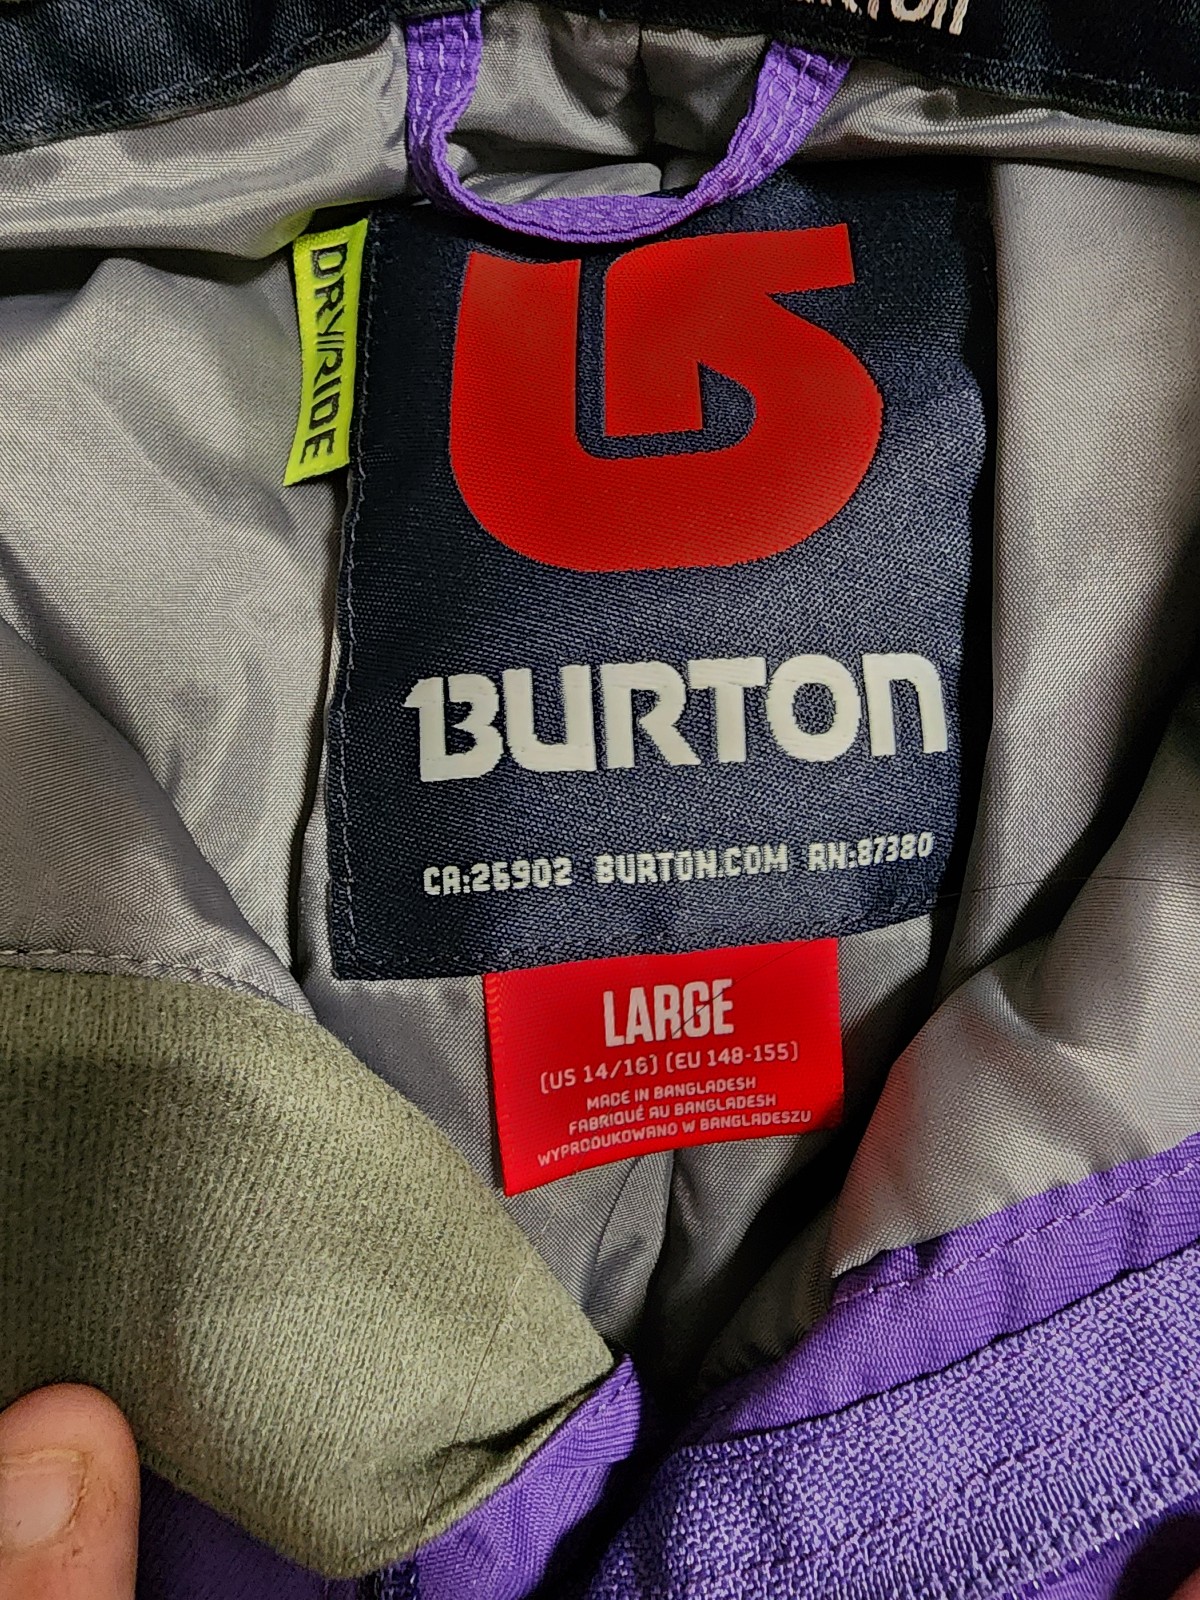 DRYRIDE
BURTON
CA:26902 BURTON.COM RN:87380
LARGE
(US 14/16) (EU 148-155)
MADE IN BANGLADESH
FABRIQUÉ AU BANGLADESH
WYPRODUKOWANO W BANGLADESZU